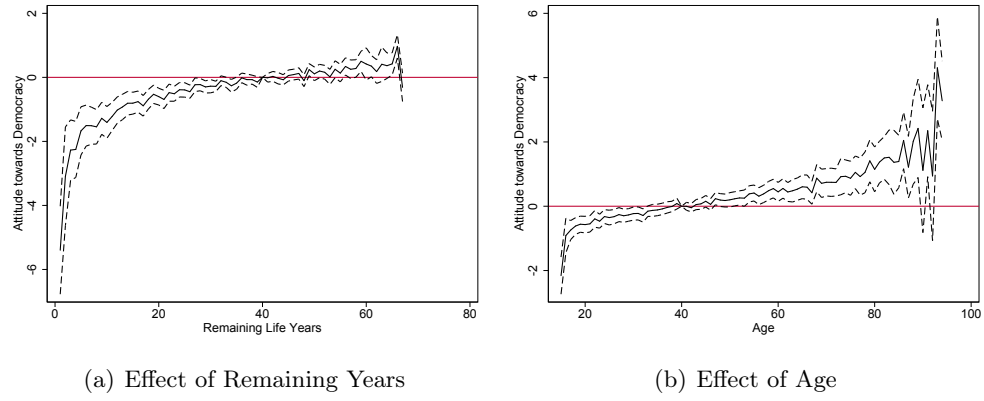 Attitude towards Democracy
2
0
-2
-4
-6
0 20 40 60 80
Remaining Life Years
(a) Effect of Remaining Years
Attitude towards Democracy
6
4
2
0
-2
20 40 60 80 100
Age
(b) Effect of Age